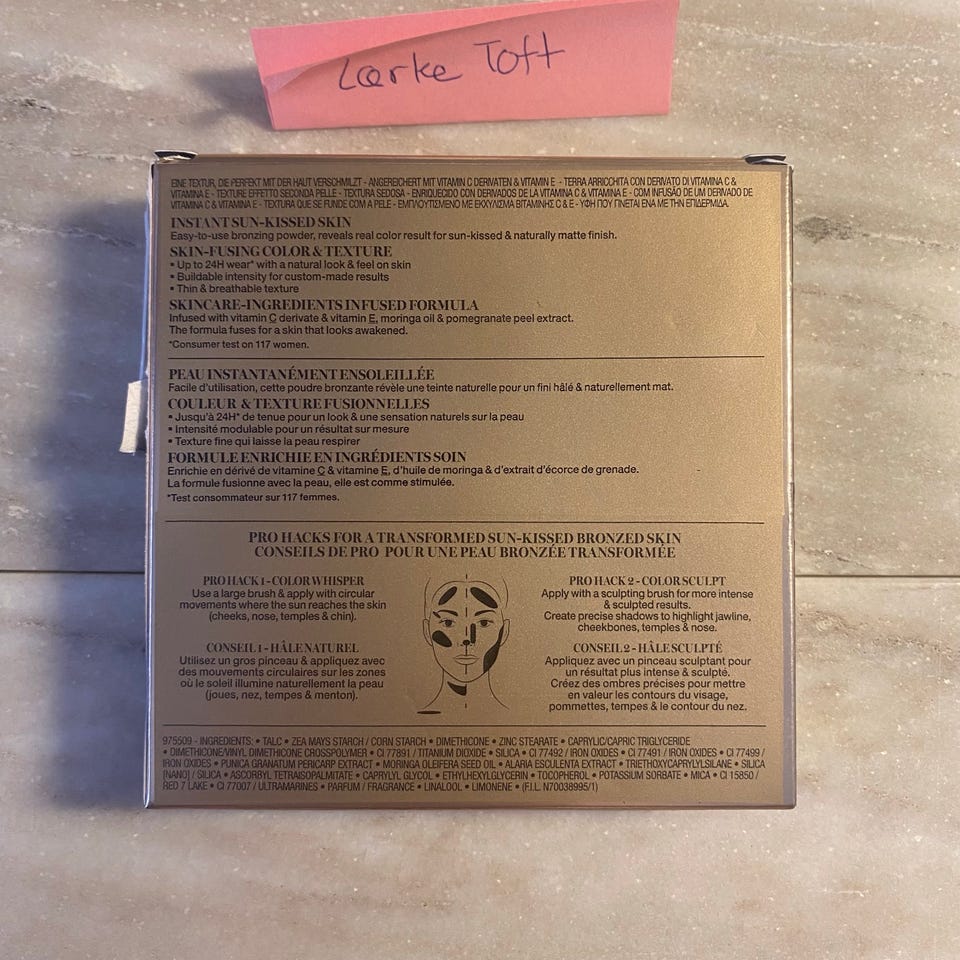 Lærke Toft
EINE TEXTUR, DIE PERFEKT MIT DER HAUT VERSCHMILZT - ANGEREICHERT MIT VITAMIN C DERIVATEN & VITAMIN E - TERRA ARRICCHITA CON DERIVATO DI VITAMINA C &
VITAMINA E - TEXTURE EFFETTO SECONDA PELLE - TEXTURA SEDOSA - ENRIQUECIDO CON DERIVADOS DE LA VITAMINA C & VITAMINA E - COM INFUSÃO DE UM DERIVADO DE
VITAMINA C & VITAMINA E - TEXTURA QUE SE FUNDE COM A PELE - ΕΜΠΛΟΥΤΙΣΜΕΝΟ ΜΕ ΕΚΧΥΛΙΣΜΑ ΒΙΤΑΜΙΝΗΣ C & E - ΥΦΗ ΠΟΥ ΓΙΝΕΤΑΙ ΕΝΑ ΜΕ ΤΗΝ ΕΠΙΔΕΡΜΙΔΑ.
INSTANT SUN-KISSED SKIN
Easy-to-use bronzing powder, reveals real color result for sun-kissed & naturally matte finish.
SKIN-FUSING COLOR & TEXTURE
▪ Up to 24H wear* with a natural look & feel on skin
▪ Buildable intensity for custom-made results
▪ Thin & breathable texture
SKINCARE-INGREDIENTS INFUSED FORMULA
Infused with vitamin C derivate & vitamin E, moringa oil & pomegranate peel extract.
The formula fuses for a skin that looks awakened.
*Consumer test on 117 women.
PEAU INSTANTANÉMENT ENSOLEILLÉE
Facile d'utilisation, cette poudre bronzante révèle une teinte naturelle pour un fini hâlé & naturellement mat.
COULEUR & TEXTURE FUSIONNELLES
▪ Jusqu'à 24H* de tenue pour un look & une sensation naturels sur la peau
▪ Intensité modulable pour un résultat sur mesure
▪ Texture fine qui laisse la peau respirer
FORMULE ENRICHIE EN INGRÉDIENTS SOIN
Enrichie en dérivé de vitamine C & vitamine E, d'huile de moringa & d'extrait d'écorce de grenade.
La formule fusionne avec la peau, elle est comme stimulée.
*Test consommateur sur 117 femmes.
PRO HACKS FOR A TRANSFORMED SUN-KISSED BRONZED SKIN
CONSEILS DE PRO POUR UNE PEAU BRONZÉE TRANSFORMÉE
PRO HACK 1 - COLOR WHISPER
Use a large brush & apply with circular
movements where the sun reaches the skin
(cheeks, nose, temples & chin).
CONSEIL 1 - HÂLE NATUREL
Utilisez un gros pinceau & appliquez avec
des mouvements circulaires sur les zones
où le soleil illumine naturellement la peau
(joues, nez, tempes & menton).
PRO HACK 2 - COLOR SCULPT
Apply with a sculpting brush for more intense
& sculpted results.
Create precise shadows to highlight jawline,
cheekbones, temples & nose.
CONSEIL 2 - HÂLE SCULPTÉ
Appliquez avec un pinceau sculptant pour
un résultat plus intense & sculpté.
Créez des ombres précises pour mettre
en valeur les contours du visage,
pommettes, tempes & le contour du nez.
975509 - INGREDIENTS: • TALC • ZEA MAYS STARCH / CORN STARCH • DIMETHICONE • ZINC STEARATE • CAPRYLIC/CAPRIC TRIGLYCERIDE
• DIMETHICONE/VINYL DIMETHICONE CROSSPOLYMER • CI 77891 / TITANIUM DIOXIDE • SILICA • CI 77492 / IRON OXIDES • CI 77491 / IRON OXIDES • CI 77499 /
IRON OXIDES • PUNICA GRANATUM PERICARP EXTRACT • MORINGA OLEIFERA SEED OIL • ALARIA ESCULENTA EXTRACT • TRIETHOXYCAPRYLYLSILANE • SILICA
[NANO] / SILICA • ASCORBYL TETRAISOPALMITATE • CAPRYLYL GLYCOL • ETHYLHEXYLGLYCERIN • TOCOPHEROL • POTASSIUM SORBATE • MICA • CI 15850 /
RED 7 LAKE • CI 77007 / ULTRAMARINES • PARFUM / FRAGRANCE • LINALOOL • LIMONENE • (F.I.L. N70038995/1)